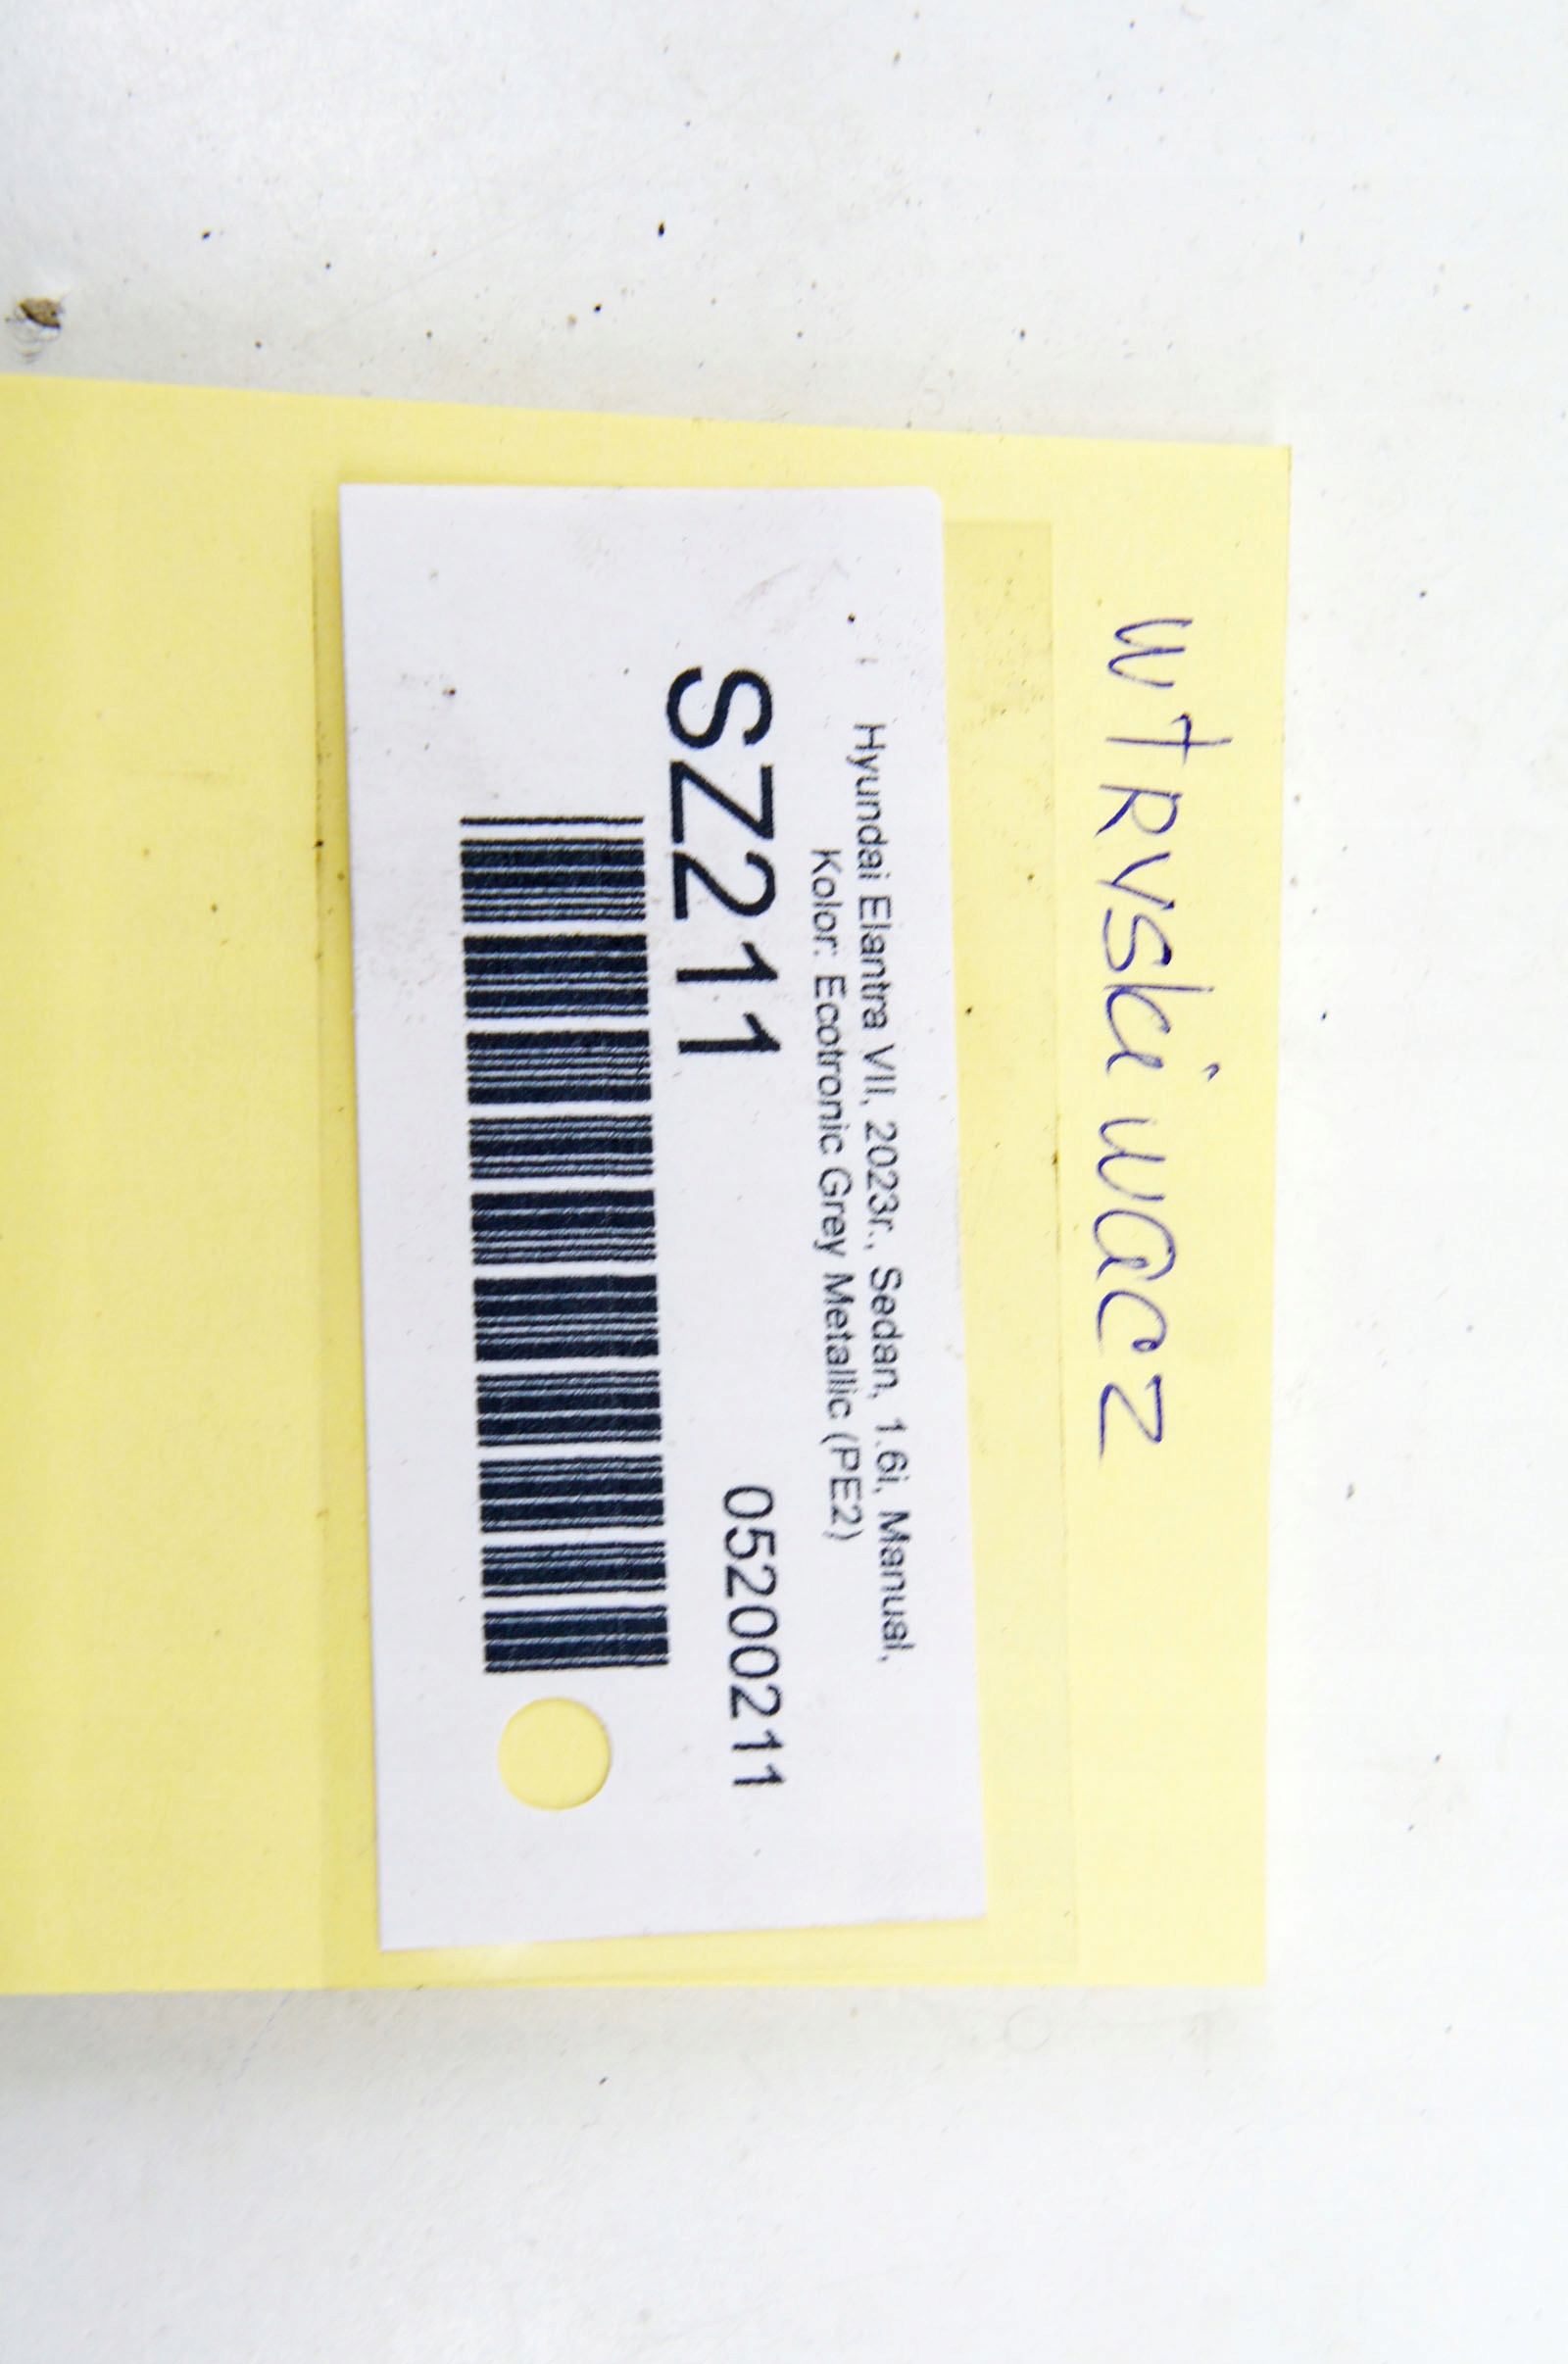 wtRyskiwacz
Hyundai Elantra VII, 2023r., Sedan, 1.6i, Manual,
Kolor: Ecotronic Grey Metallic (PE2)
SZ211 05200211